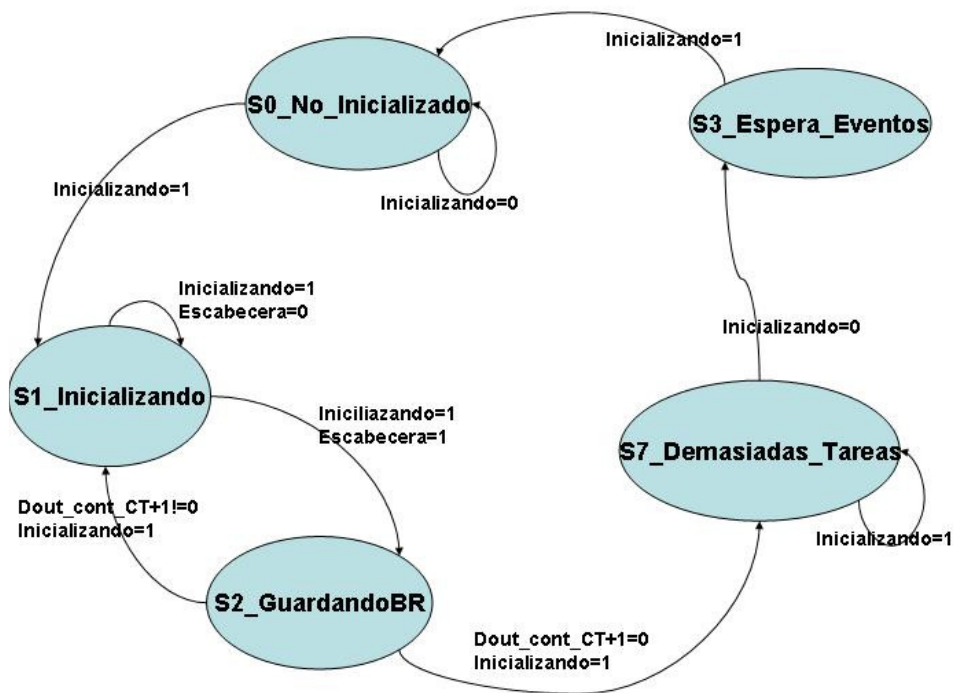 Inicializando=1
S0_No_Inicializado
S3_Espera_Eventos
Inicializando=1
Inicializando=0
Inicializando=1
Escabecera=0
Inicializando=0
S1_Inicializando
Iniciliazando=1
Escabecera=1
S7_Demasiadas_Tareas
Dout_cont_CT+1!=0
Inicializando=1
Inicializando=1
S2_GuardandoBR
Dout_cont_CT+1=0
Inicializando=1